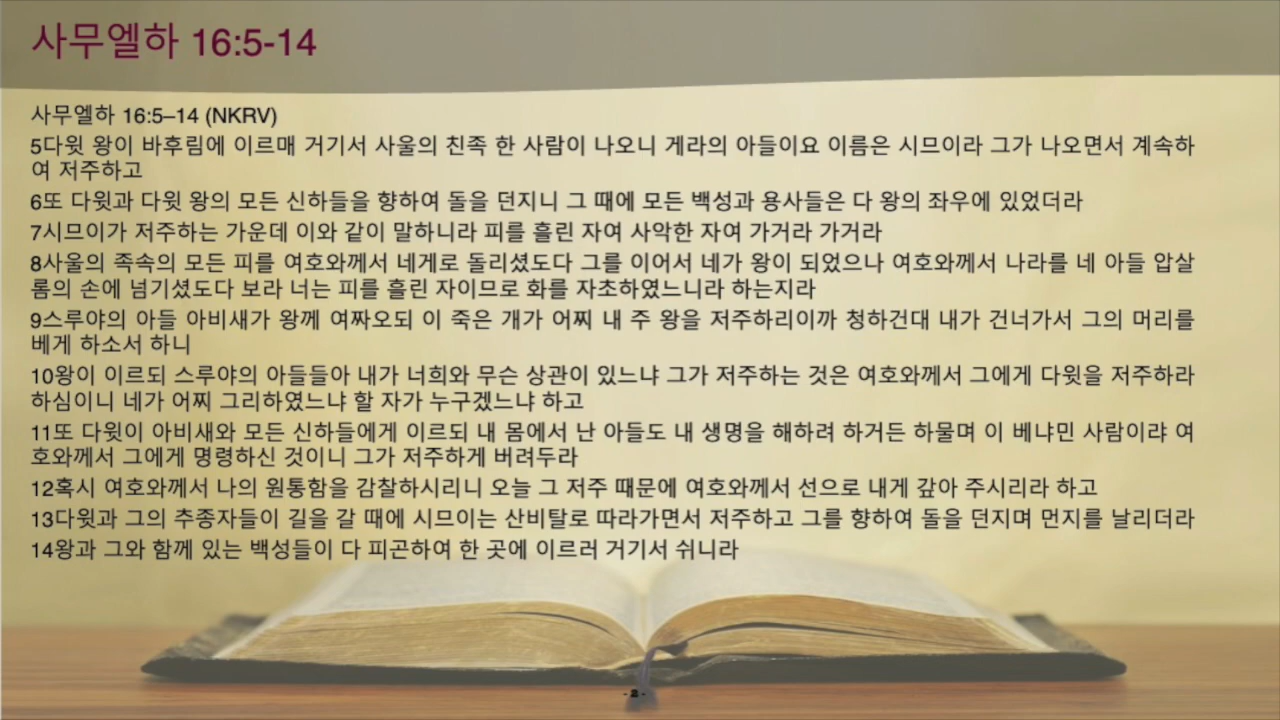 사무엘하 16:5-14
사무엘하 16:5–14 (NKRV)
5다윗 왕이 바후림에 이르매 거기서 사울의 친족 한 사람이 나오니 게라의 아들이요 이름은 시므이라 그가 나오면서 계속하
여 저주하고
6또 다윗과 다윗 왕의 모든 신하들을 향하여 돌을 던지니 그 때에 모든 백성과 용사들은 다 왕의 좌우에 있었더라
7시므이가 저주하는 가운데 이와 같이 말하니라 피를 흘린 자여 사악한 자여 가거라 가거라
8사울의 족속의 모든 피를 여호와께서 네게로 돌리셨도다 그를 이어서 네가 왕이 되었으나 여호와께서 나라를 네 아들 압살
롬의 손에 넘기셨도다 보라 너는 피를 흘린 자이므로 화를 자초하였느니라 하는지라
9스루야의 아들 아비새가 왕께 여짜오되 이 죽은 개가 어찌 내 주 왕을 저주하리이까 청하건대 내가 건너가서 그의 머리를
베게 하소서 하니
10왕이 이르되 스루야의 아들들아 내가 너희와 무슨 상관이 있느냐 그가 저주하는 것은 여호와께서 그에게 다윗을 저주하라
하심이니 네가 어찌 그리하였느냐 할 자가 누구겠느냐 하고
11또 다윗이 아비새와 모든 신하들에게 이르되 내 몸에서 난 아들도 내 생명을 해하려 하거든 하물며 이 베냐민 사람이랴 여
호와께서 그에게 명령하신 것이니 그가 저주하게 버려두라
12혹시 여호와께서 나의 원통함을 감찰하시리니 오늘 그 저주 때문에 여호와께서 선으로 내게 갚아 주시리라 하고
13다윗과 그의 추종자들이 길을 갈 때에 시므이는 산비탈로 따라가면서 저주하고 그를 향하여 돌을 던지며 먼지를 날리더라
14왕과 그와 함께 있는 백성들이 다 피곤하여 한 곳에 이르러 거기서 쉬니라
- 2 -